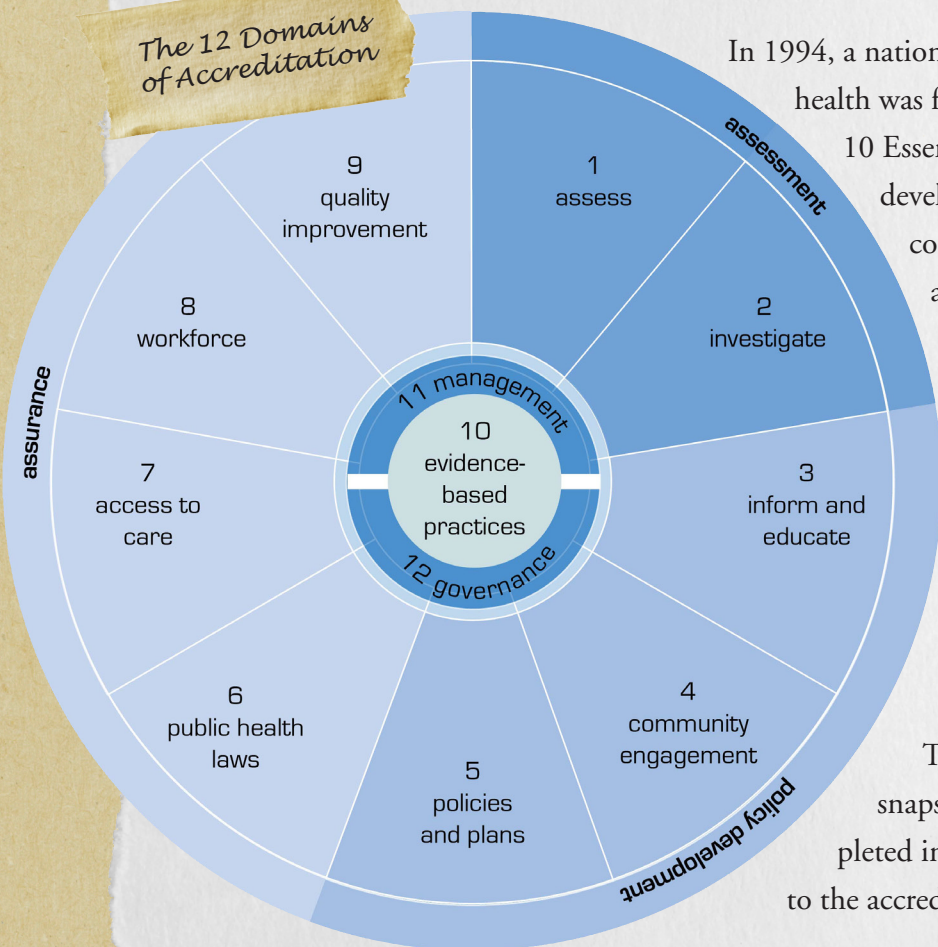 The 12 Domains
of Accreditation
In 1994, a nation
health was f
10 Esser
devel
co
a
assessment
1
assess
2
investigate
3
inform and
educate
4
community
engagement
policy development
5
policies
and plans
6
public health
laws
7
access to
care
assurance
8
workforce
9
quality
improvement
11 management
10
evidence-
based
practices
12 governance
T
snaps
pleted in
to the accred